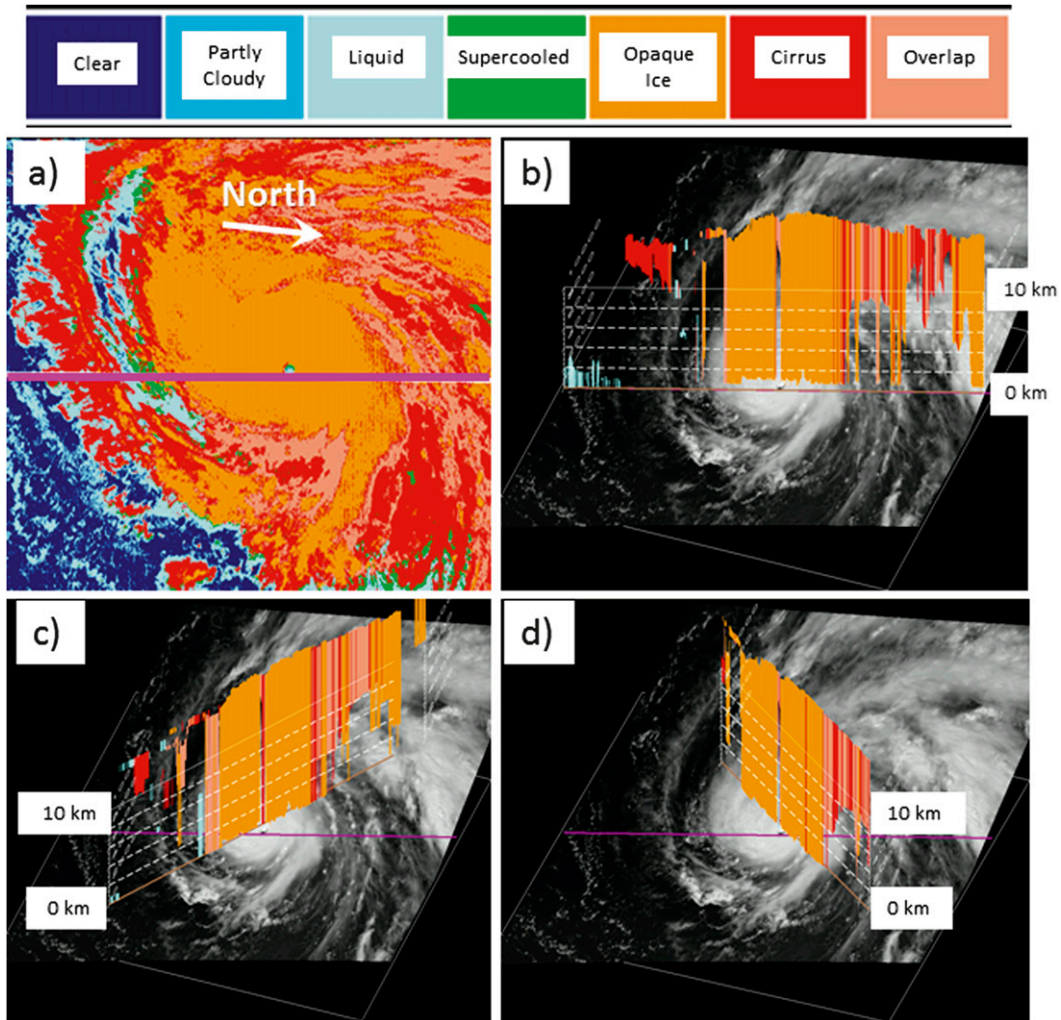 Clear
Partly
Cloudy
Liquid
Supercooled
Opaque
Ice
Cirrus
Overlap
a)
North
b)
10 km
0 km
c)
10 km
0 km
d)
10 km
0 km